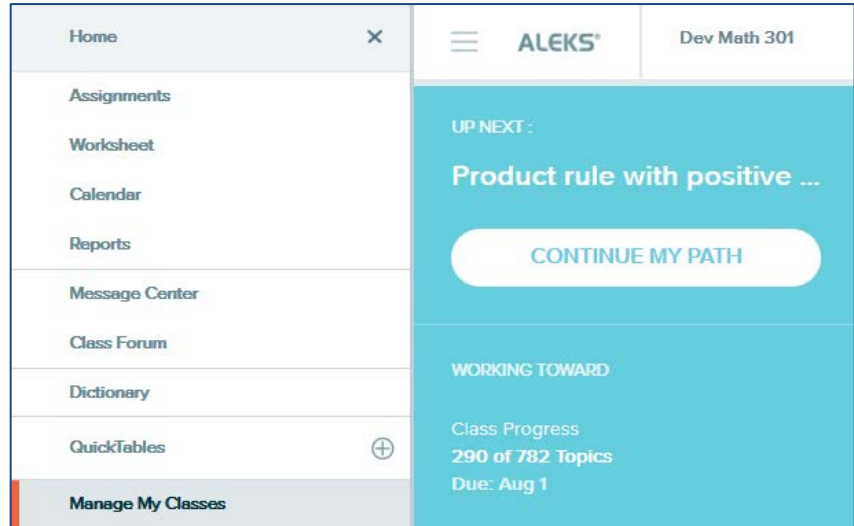 Home
Assignments
Worksheet
Calendar
Reports
Message Center
Class Forum
Dictionary
QuickTables
Manage My Classes
ALEKS®
Dev Math 301
UP NEXT :
Product rule with positive ...
CONTINUE MY PATH
WORKING TOWARD
Class Progress
290 of 782 Topics
Due: Aug 1